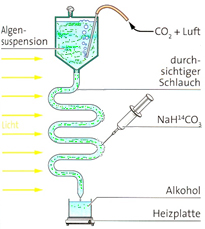 Algen-
suspension
CO₂ + Luft
durch-
sichtiger
Schlauch
Licht
NaH¹⁴CO₃
Alkohol
Heizplatte